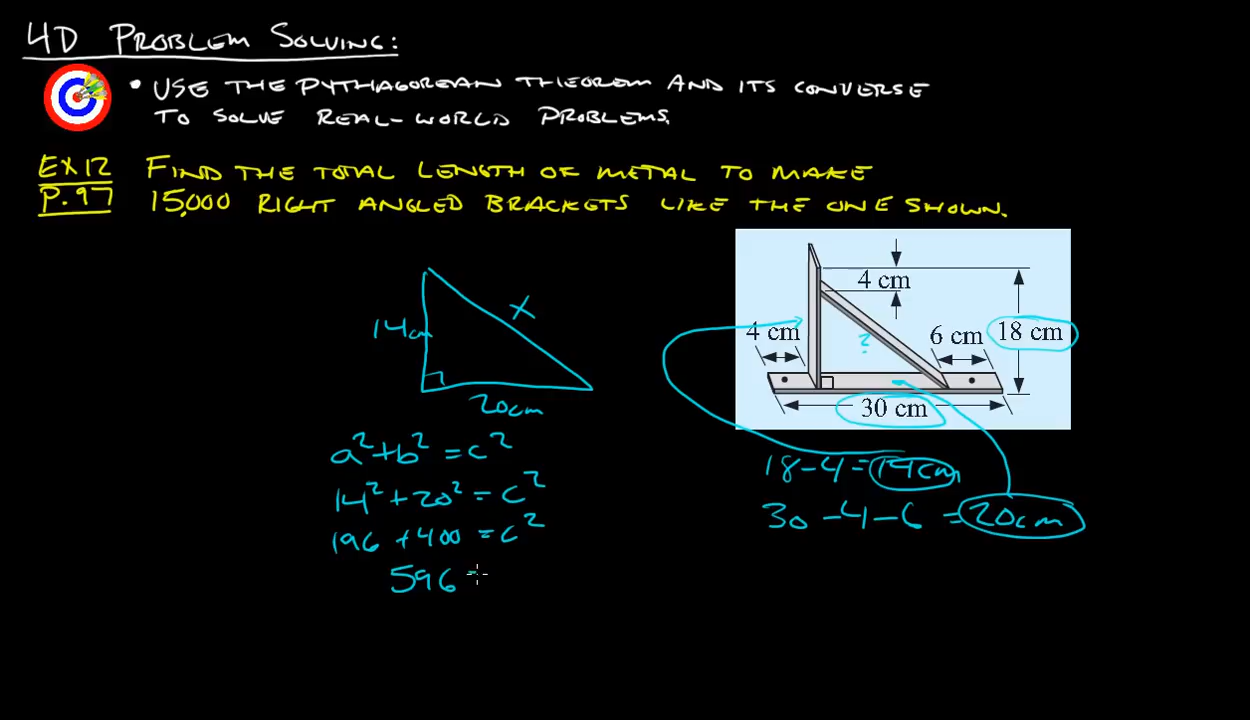 4D PROBLEM SOLVING:
• USE THE PYTHAGOREAN THEOREM AND ITS CONVERSE
TO SOLVE REAL-WORLD PROBLEMS.
EX 12 FIND THE TOTAL LENGTH OF METAL TO MAKE
P. 97 15,000 RIGHT ANGLED BRACKETS LIKE THE ONE SHOWN.
4 cm
4 cm
?
6 cm
18 cm
30 cm
14cm
x
20cm
a²+b²=c²
14²+20²=c²
196+400=c²
596 =
18-4=14cm
30-4-6=20cm